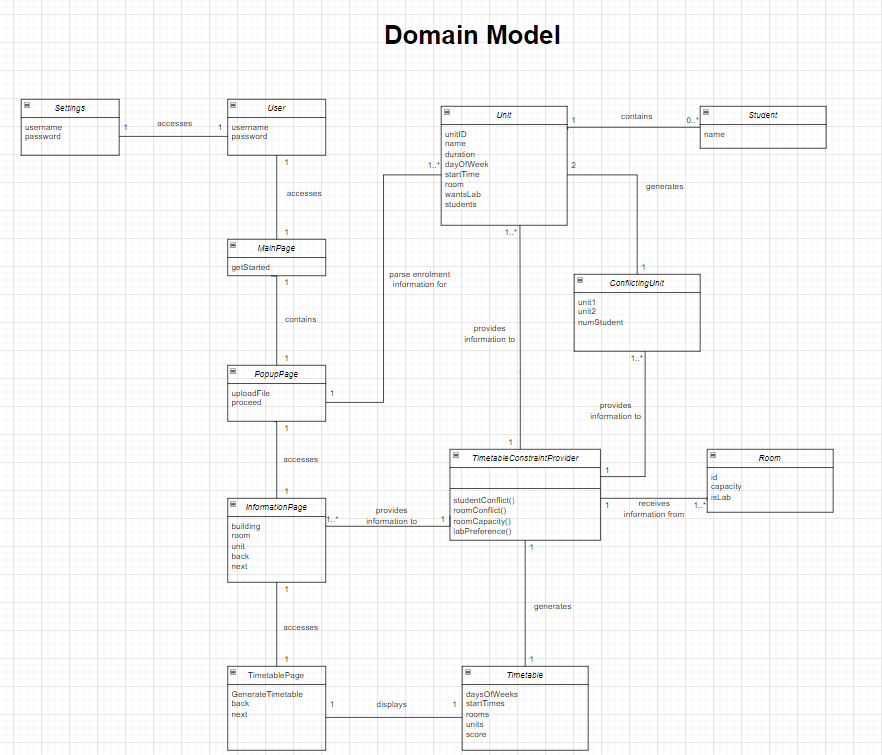 Domain Model
Settings
username
password
1
accesses
1
User
username
password
1
accesses
1
MainPage
getStarted
1
contains
1
PopupPage
uploadFile
proceed
1
1
accesses
1
InformationPage
building
room
unit
back
next
1..*
provides
information to
1
1
accesses
1
TimetablePage
GenerateTimetable
back
next
1
displays
1
Unit
unitID
name
duration
dayOfWeek
startTime
room
wantsLab
students
1..*
parse enrolment
information for
1
contains
0..*
Student
name
2
generates
1
ConflictingUnit
unit1
unit2
numStudent
1..*
provides
information to
1
1..*
provides
information to
1
TimetableConstraintProvider
studentConflict()
roomConflict()
roomCapacity()
labPreference()
1
receives
information from
1..*
Room
id
capacity
isLab
1
generates
1
Timetable
daysOfWeeks
startTimes
rooms
units
score